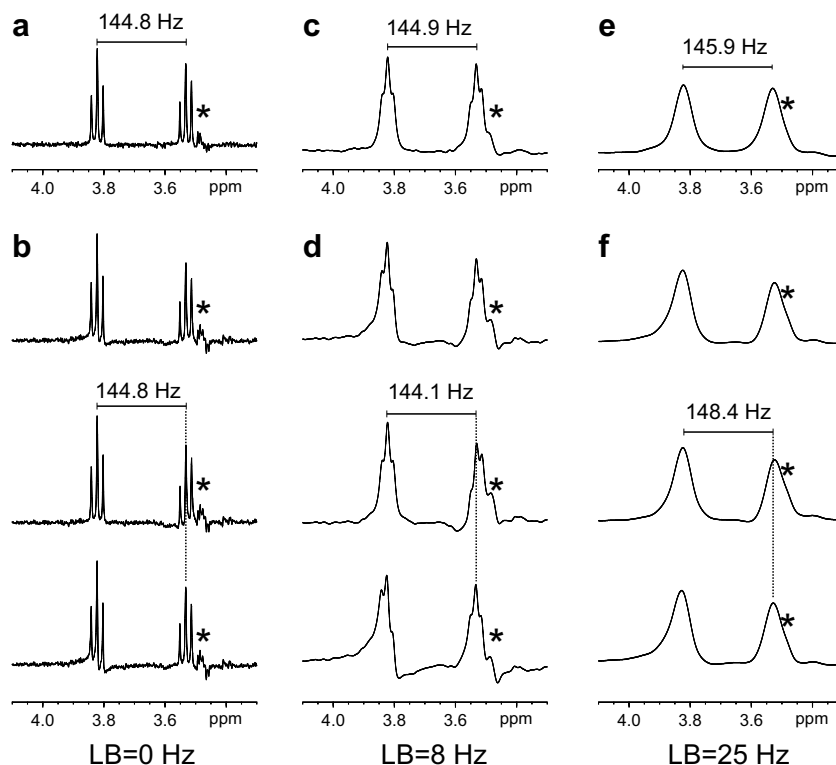 a
144.8 Hz
*
4.0 3.8 3.6 ppm
c
144.9 Hz
*
4.0 3.8 3.6 ppm
e
145.9 Hz
*
4.0 3.8 3.6 ppm
b
*
144.8 Hz
*
*
4.0 3.8 3.6 ppm
LB=0 Hz
d
*
144.1 Hz
*
*
4.0 3.8 3.6 ppm
LB=8 Hz
f
*
148.4 Hz
*
*
4.0 3.8 3.6 ppm
LB=25 Hz